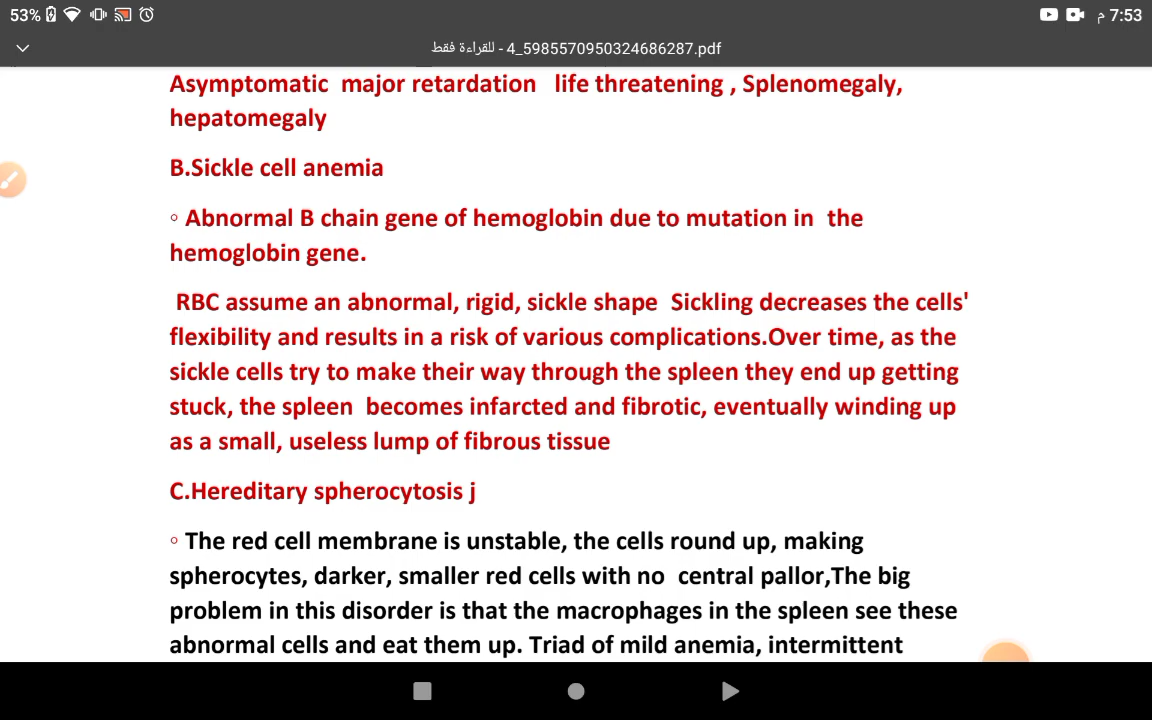 53% م 7:53
4_5985570950324686287.pdf - للقراءة فقط
Asymptomatic major retardation life threatening , Splenomegaly,
hepatomegaly
B.Sickle cell anemia
◦ Abnormal B chain gene of hemoglobin due to mutation in the
hemoglobin gene.
RBC assume an abnormal, rigid, sickle shape Sickling decreases the cells'
flexibility and results in a risk of various complications.Over time, as the
sickle cells try to make their way through the spleen they end up getting
stuck, the spleen becomes infarcted and fibrotic, eventually winding up
as a small, useless lump of fibrous tissue
C.Hereditary spherocytosis j
◦ The red cell membrane is unstable, the cells round up, making
spherocytes, darker, smaller red cells with no central pallor,The big
problem in this disorder is that the macrophages in the spleen see these
abnormal cells and eat them up. Triad of mild anemia, intermittent